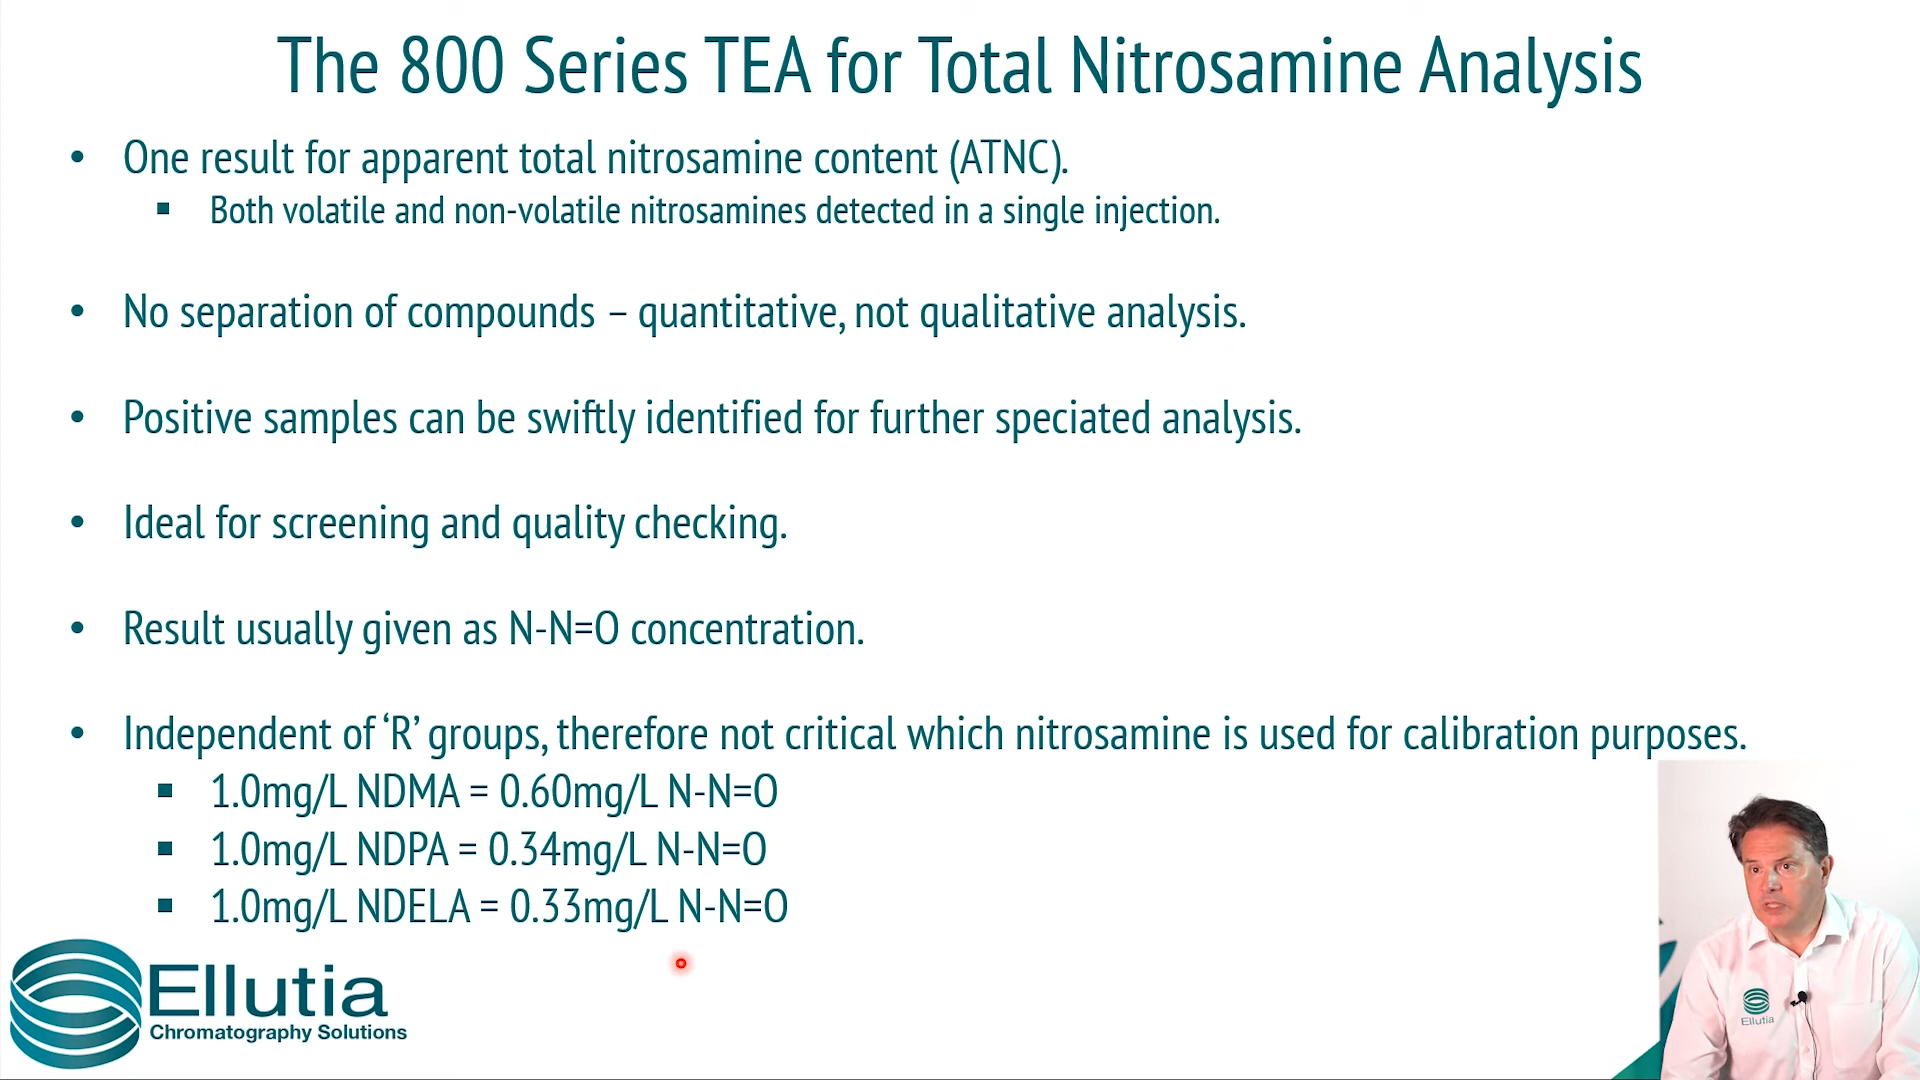 The 800 Series TEA for Total Nitrosamine Analysis
• One result for apparent total nitrosamine content (ATNC).
▪ Both volatile and non-volatile nitrosamines detected in a single injection.
• No separation of compounds – quantitative, not qualitative analysis.
• Positive samples can be swiftly identified for further speciated analysis.
• Ideal for screening and quality checking.
• Result usually given as N-N=O concentration.
• Independent of ‘R’ groups, therefore not critical which nitrosamine is used for calibration purposes.
▪ 1.0mg/L NDMA = 0.60mg/L N-N=O
▪ 1.0mg/L NDPA = 0.34mg/L N-N=O
▪ 1.0mg/L NDELA = 0.33mg/L N-N=O
Ellutia
Chromatography Solutions
Ellutia